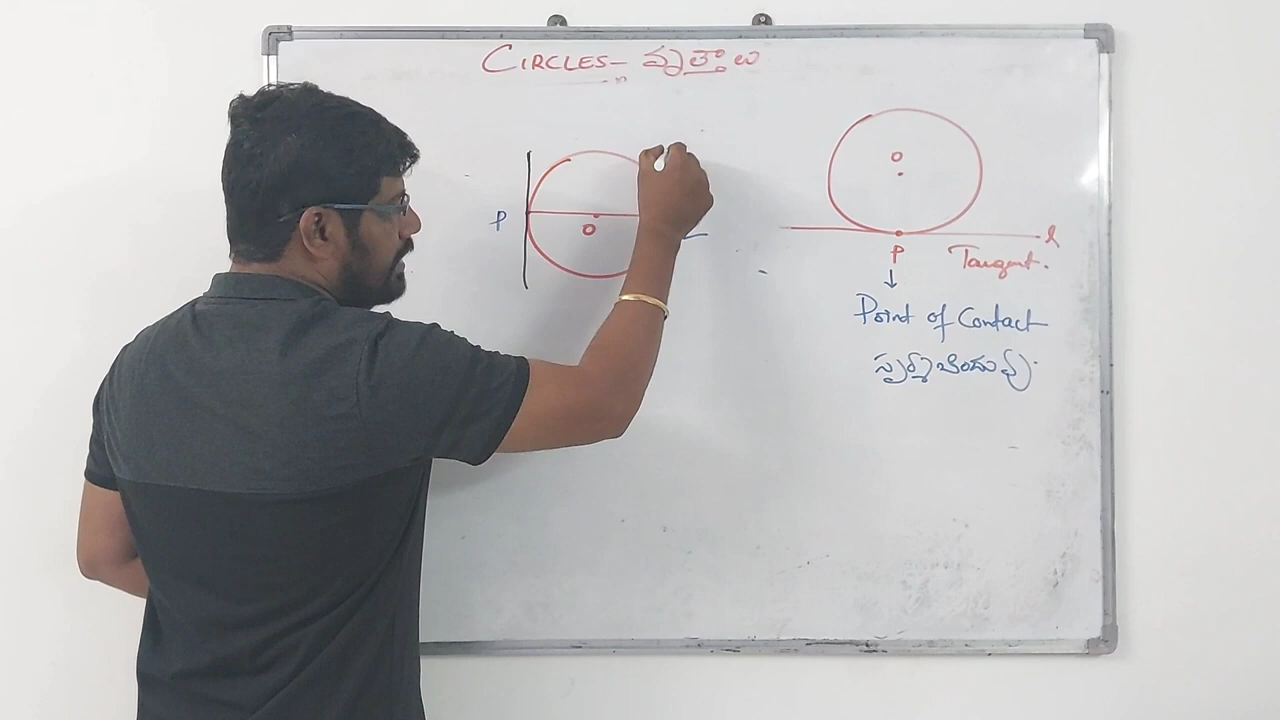 CIRCLES- వృత్తాలు
P
O
O
l
P
Tangent.
Point of Contact
స్పర్శబిందువు.